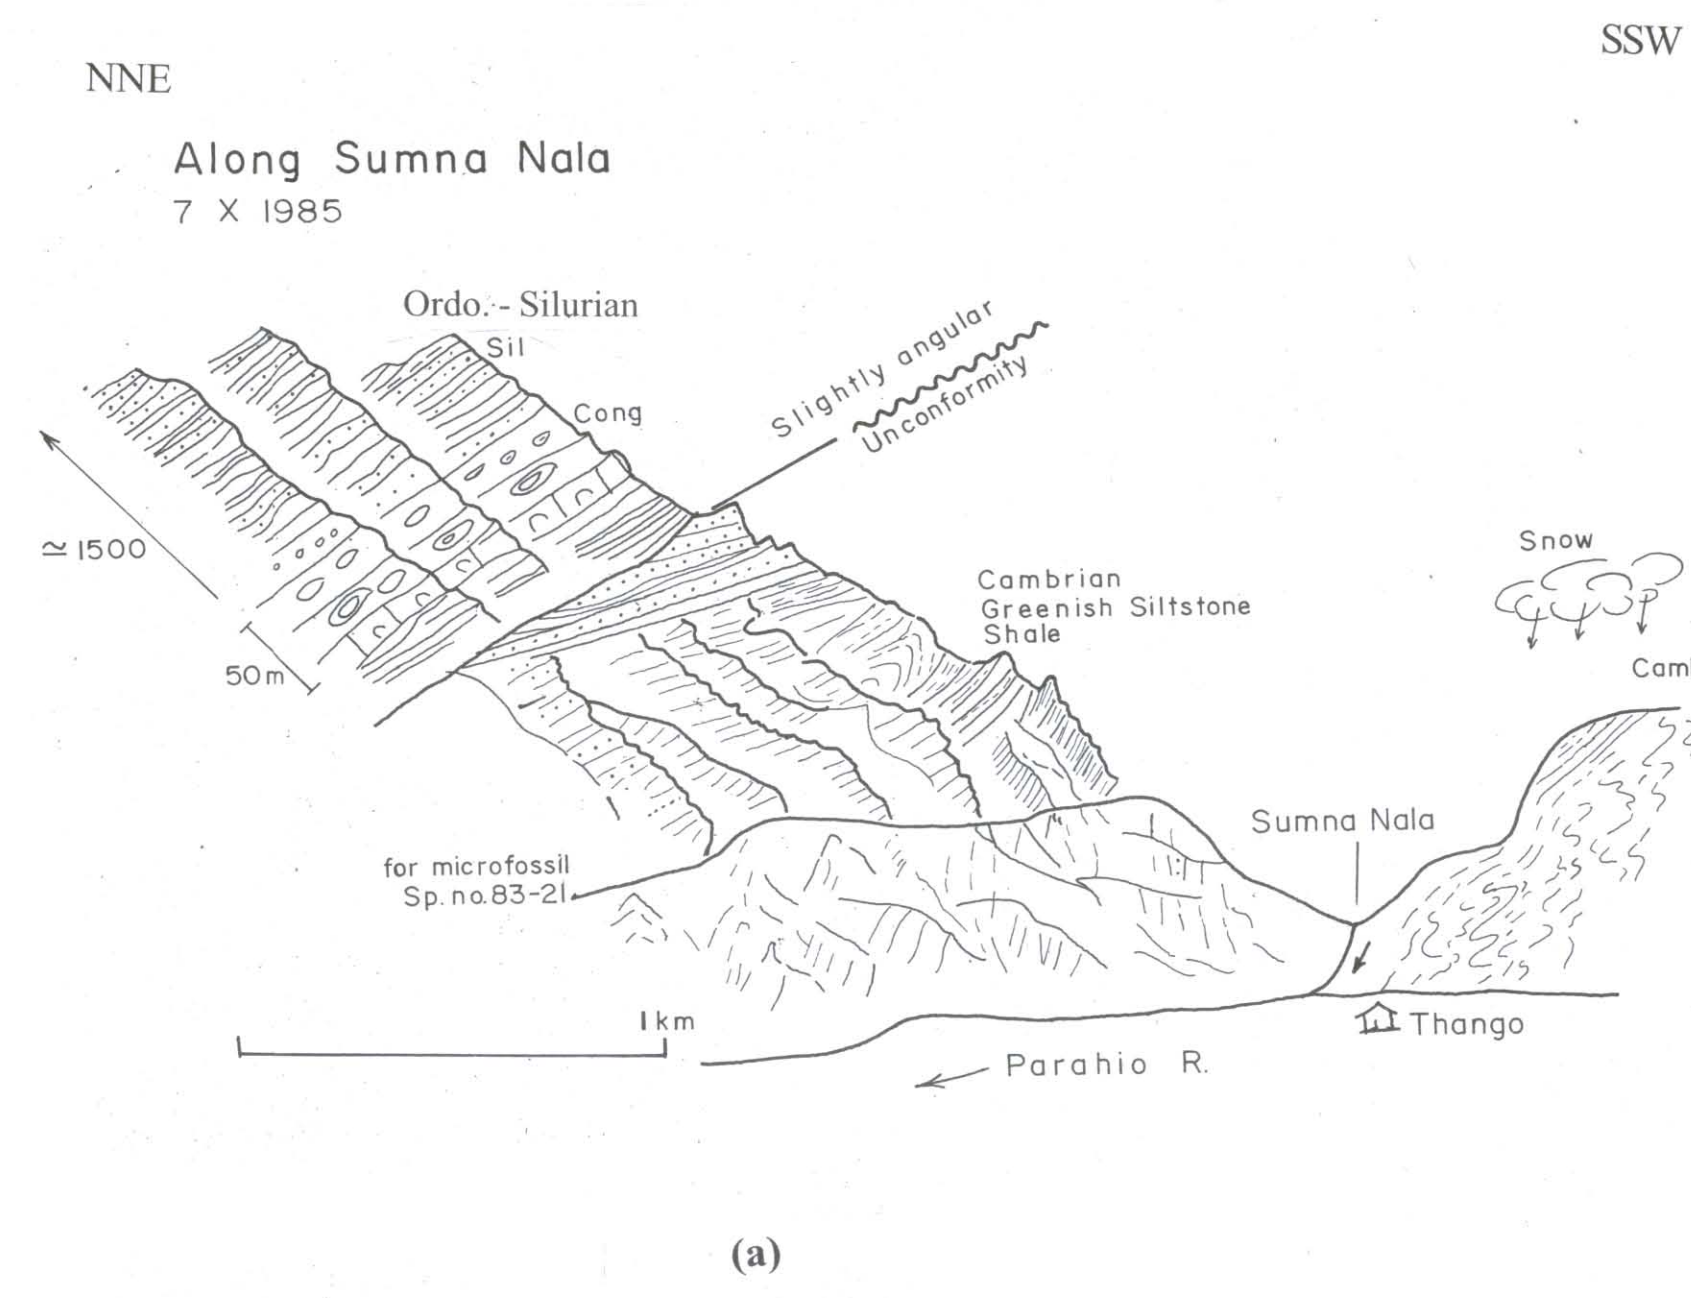 NNE
SSW
Along Sumna Nala
7 X 1985
Ordo. - Silurian
Sil
Cong
Slightly angular
Unconformity
≃ 1500
50m
Cambrian
Greenish Siltstone
Shale
Snow
Cam
Sumna Nala
for microfossil
Sp. no. 83-21
1km
Thango
Parahio R.
(a)